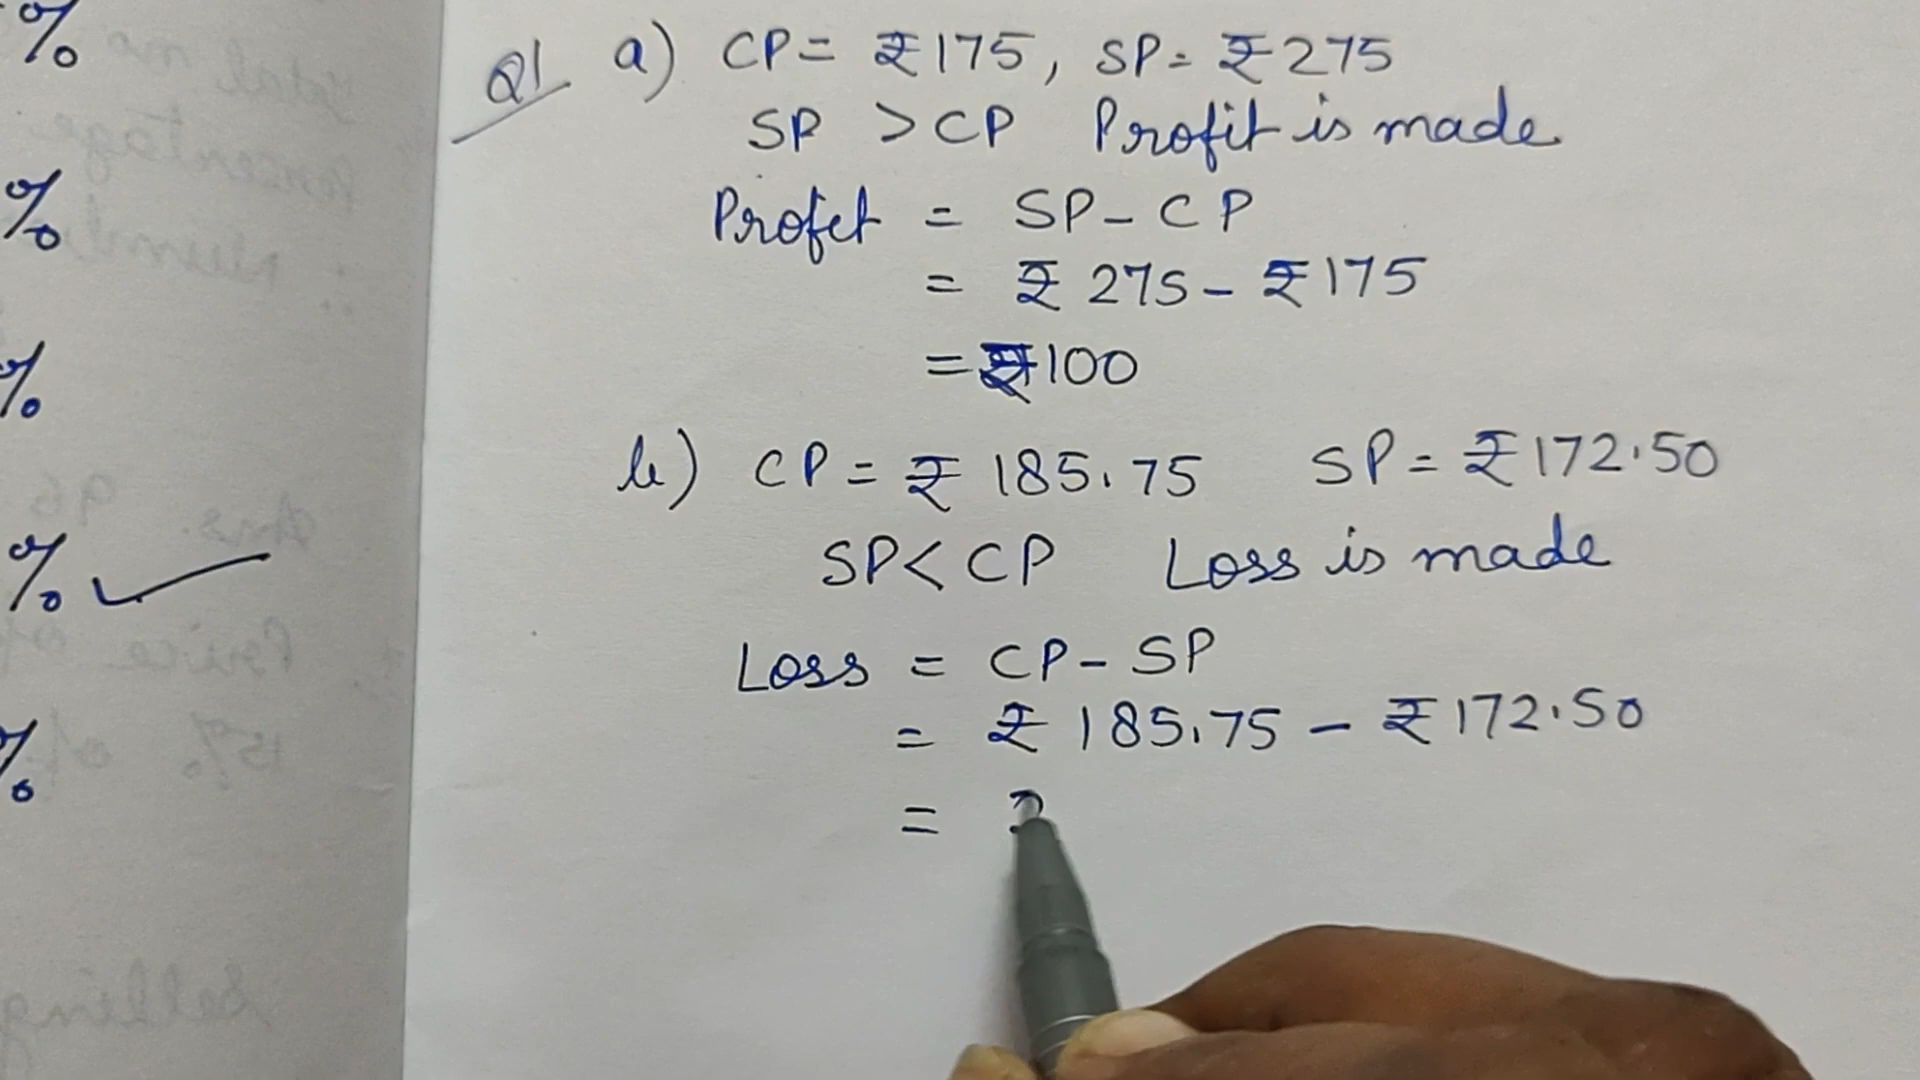 %
%
%
%
%
Q1 a) CP = ₹175, SP = ₹275
SP > CP Profit is made
Profit = SP - CP
= ₹ 275 - ₹175
= ₹100
b) CP = ₹ 185.75 SP = ₹172.50
SP < CP Loss is made
Loss = CP - SP
= ₹ 185.75 - ₹172.50
=